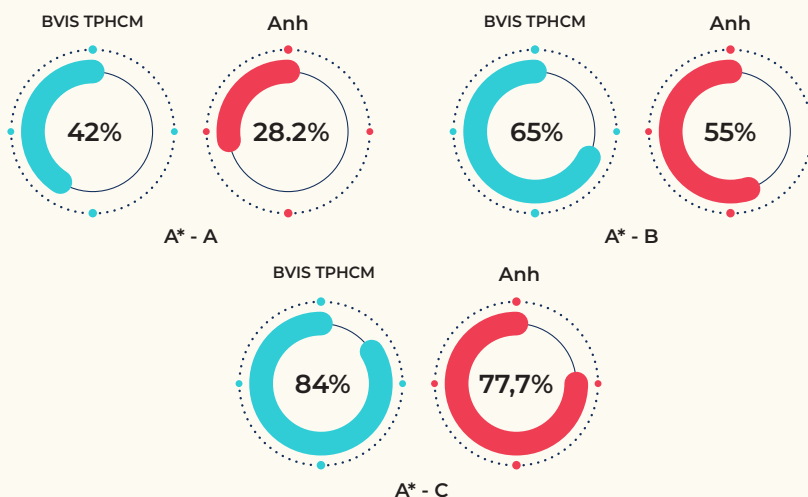 BVIS TPHCM Anh BVIS TPHCM Anh
42% 28.2% 65% 55%
A* - A A* - B
BVIS TPHCM Anh
84% 77,7%
A* - C